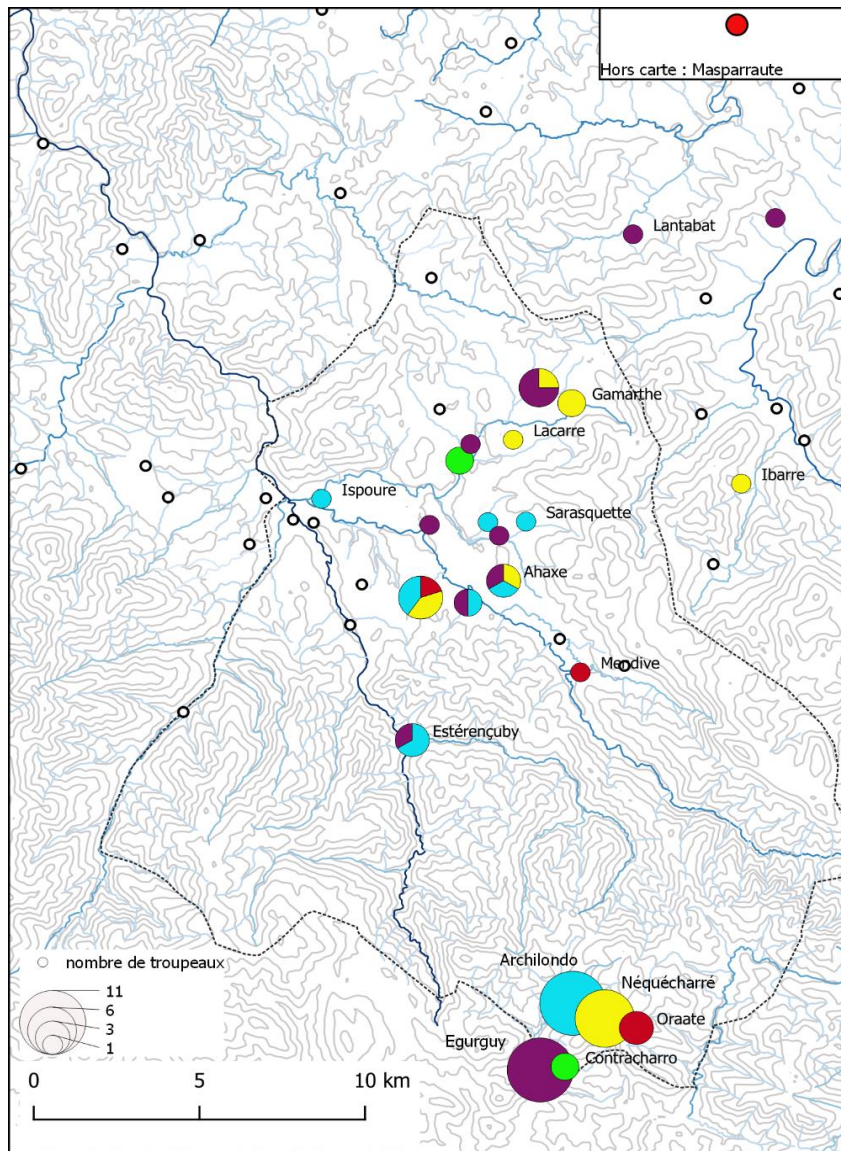 Hors carte : Masparraute
Lantabat
Gamarthe
Lacarre
Ibarre
Ispoure
Sarasquette
Ahaxe
Mendive
Estérençuby
Archilondo
Néquécharré
nombre de troupeaux
11
6
3
1
Oraate
Egurguy
Contracharro
0 5 10 km